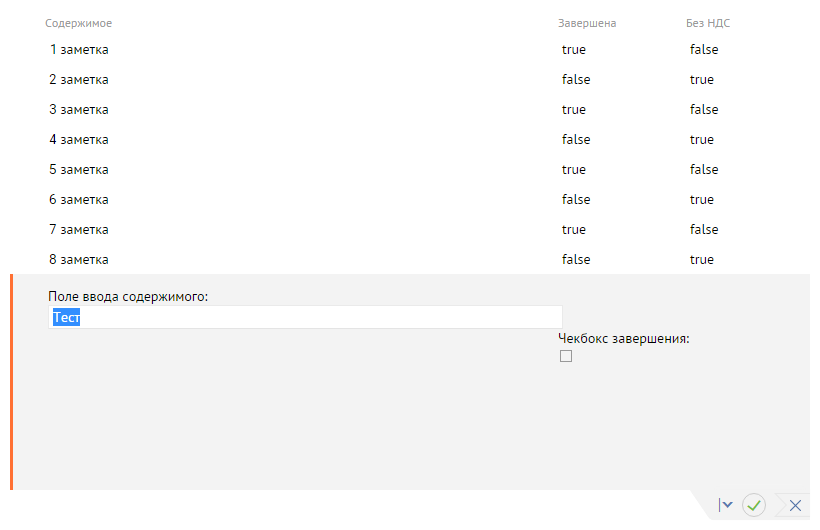 Содержимое Завершена Без НДС
1 заметка true false
2 заметка false true
3 заметка true false
4 заметка false true
5 заметка true false
6 заметка false true
7 заметка true false
8 заметка false true
Поле ввода содержимого:
Тест
Чекбокс завершения: